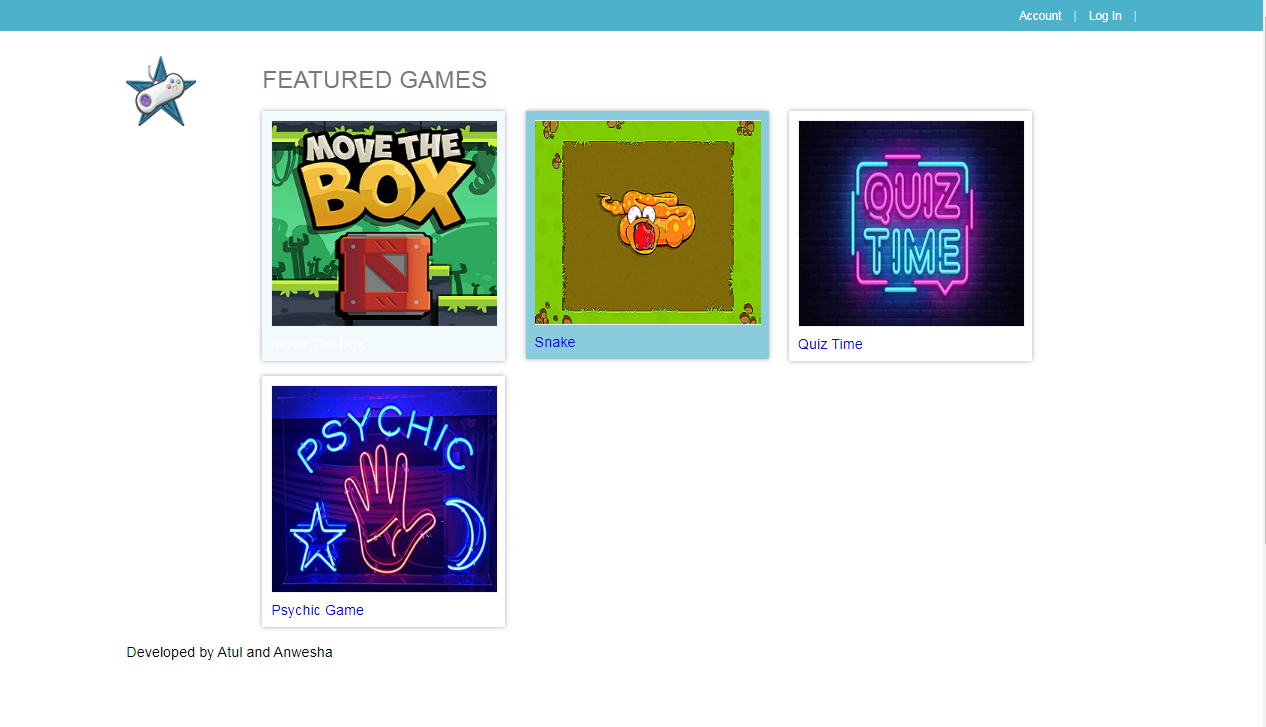 Account | Log In |
FEATURED GAMES
MOVE THE
BOX
QUIZ
TIME
Move The Box
Snake
Quiz Time
PSYCHIC
Psychic Game
Developed by Atul and Anwesha